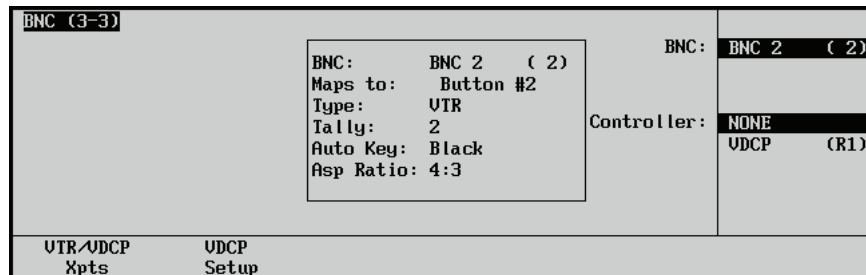 BNC (3-3)
BNC: BNC 2 ( 2)
BNC: BNC 2 ( 2)
Maps to: Button #2
Type: VTR
Tally: 2
Auto Key: Black
Asp Ratio: 4:3
Controller: NONE
VDCP (R1)
VTR/VDCP VDCP
Xpts Setup